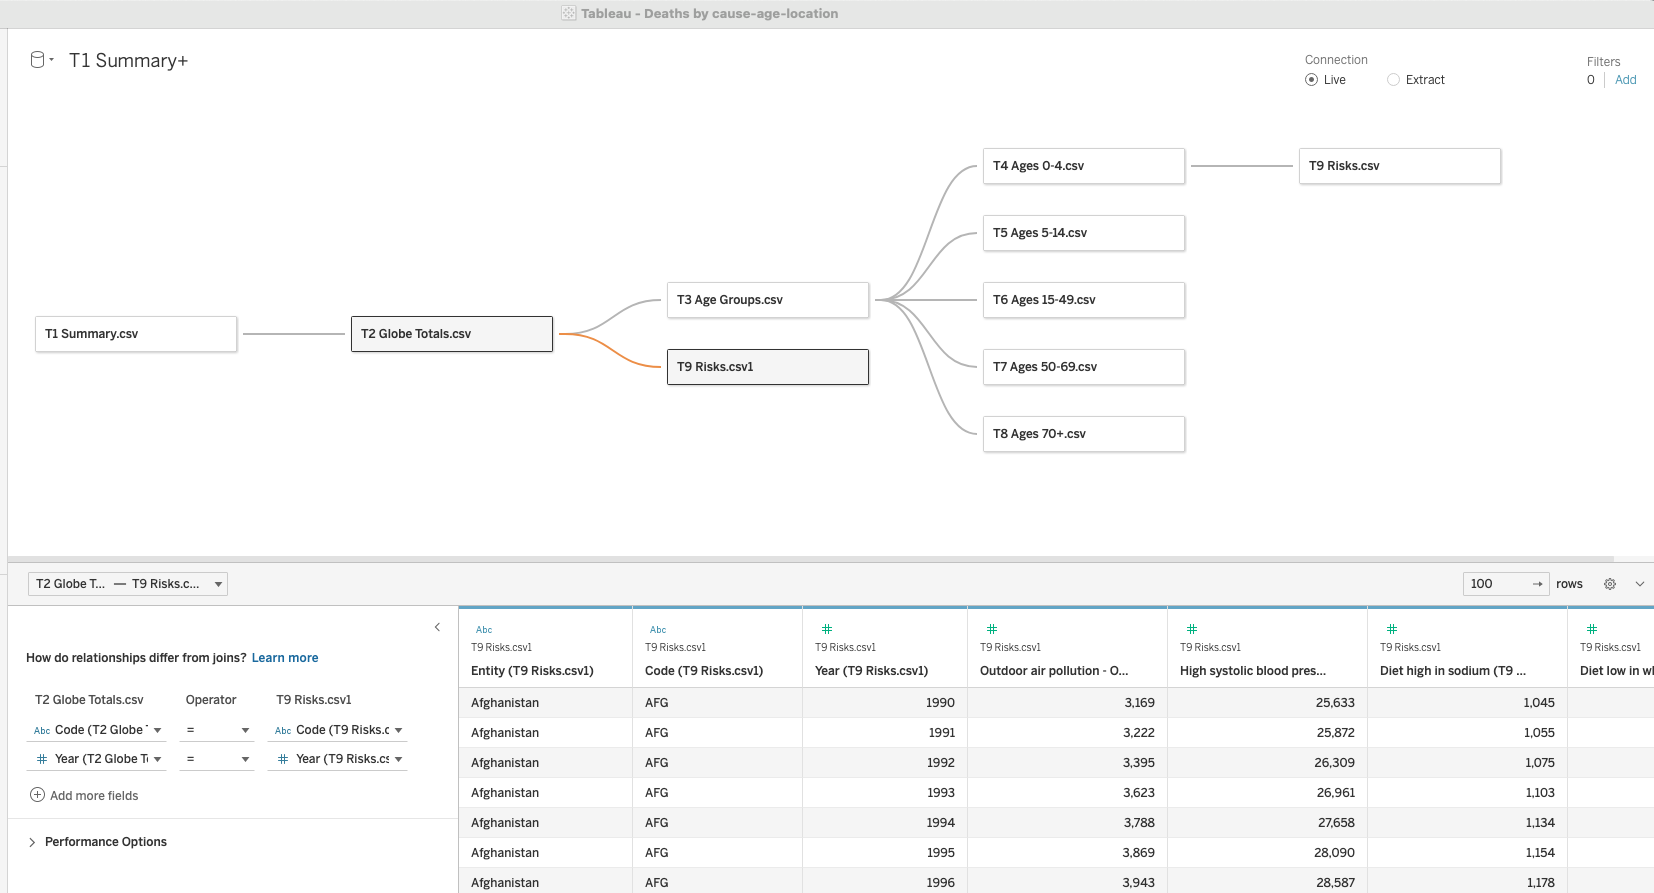 Tableau - Deaths by cause-age-location
T1 Summary+
Connection
Live
Extract
Filters
0
Add
T4 Ages 0-4.csv
T9 Risks.csv
T5 Ages 5-14.csv
T3 Age Groups.csv
T6 Ages 15-49.csv
T1 Summary.csv
T2 Globe Totals.csv
T9 Risks.csv1
T7 Ages 50-69.csv
T8 Ages 70+.csv
T2 Globe T... — T9 Risks.c...
100 → rows
How do relationships differ from joins? Learn more
T2 Globe Totals.csv Operator T9 Risks.csv1
Abc Code (T2 Globe = Abc Code (T9 Risks.c
# Year (T2 Globe T = # Year (T9 Risks.cs
Add more fields
Performance Options
Abc Abc # # # # #
T9 Risks.csv1 T9 Risks.csv1 T9 Risks.csv1 T9 Risks.csv1 T9 Risks.csv1 T9 Risks.csv1 T9 Risks.csv1
Entity (T9 Risks.csv1) Code (T9 Risks.csv1) Year (T9 Risks.csv1) Outdoor air pollution - O... High systolic blood pres... Diet high in sodium (T9 ... Diet low in wl
Afghanistan AFG 1990 3,169 25,633 1,045
Afghanistan AFG 1991 3,222 25,872 1,055
Afghanistan AFG 1992 3,395 26,309 1,075
Afghanistan AFG 1993 3,623 26,961 1,103
Afghanistan AFG 1994 3,788 27,658 1,134
Afghanistan AFG 1995 3,869 28,090 1,154
Afghanistan AFG 1996 3,943 28,587 1,178